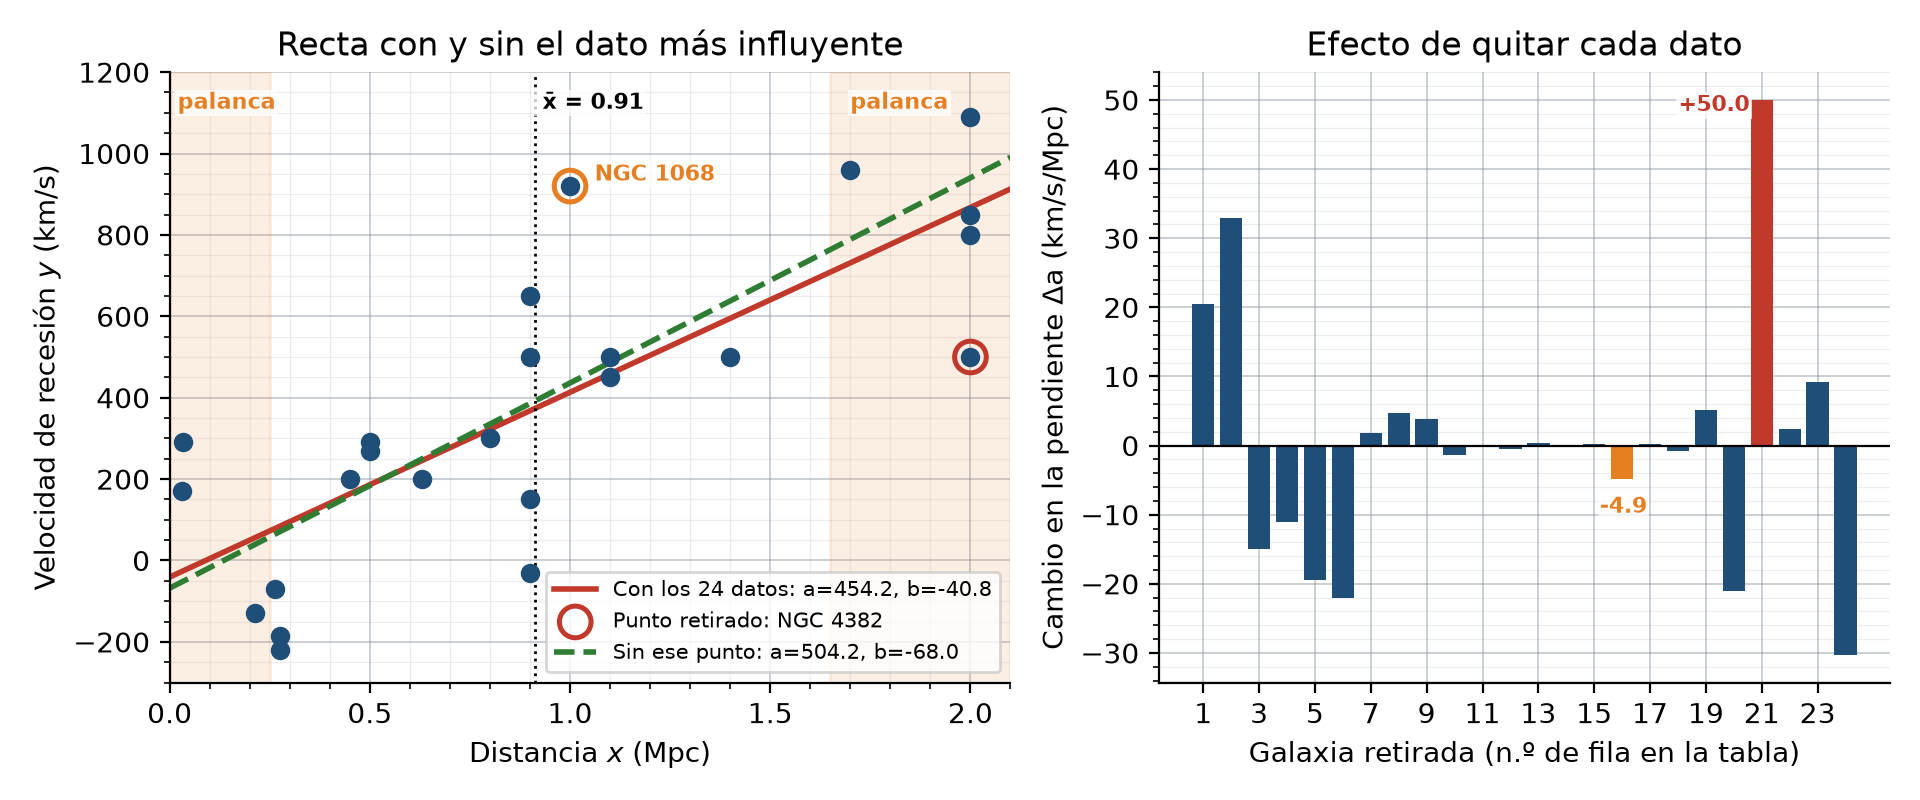 Recta con y sin el dato más influyente
Velocidad de recesión y (km/s)
1200
1000
800
600
400
200
0
−200
palanca
x̄ = 0.91
palanca
NGC 1068
Con los 24 datos: a=454.2, b=-40.8
Punto retirado: NGC 4382
Sin ese punto: a=504.2, b=-68.0
0.0 0.5 1.0 1.5 2.0
Distancia x (Mpc)
Efecto de quitar cada dato
Cambio en la pendiente Δa (km/s/Mpc)
50
40
30
20
10
0
−10
−20
−30
+50.0
-4.9
1 3 5 7 9 11 13 15 17 19 21 23
Galaxia retirada (n.º de fila en la tabla)